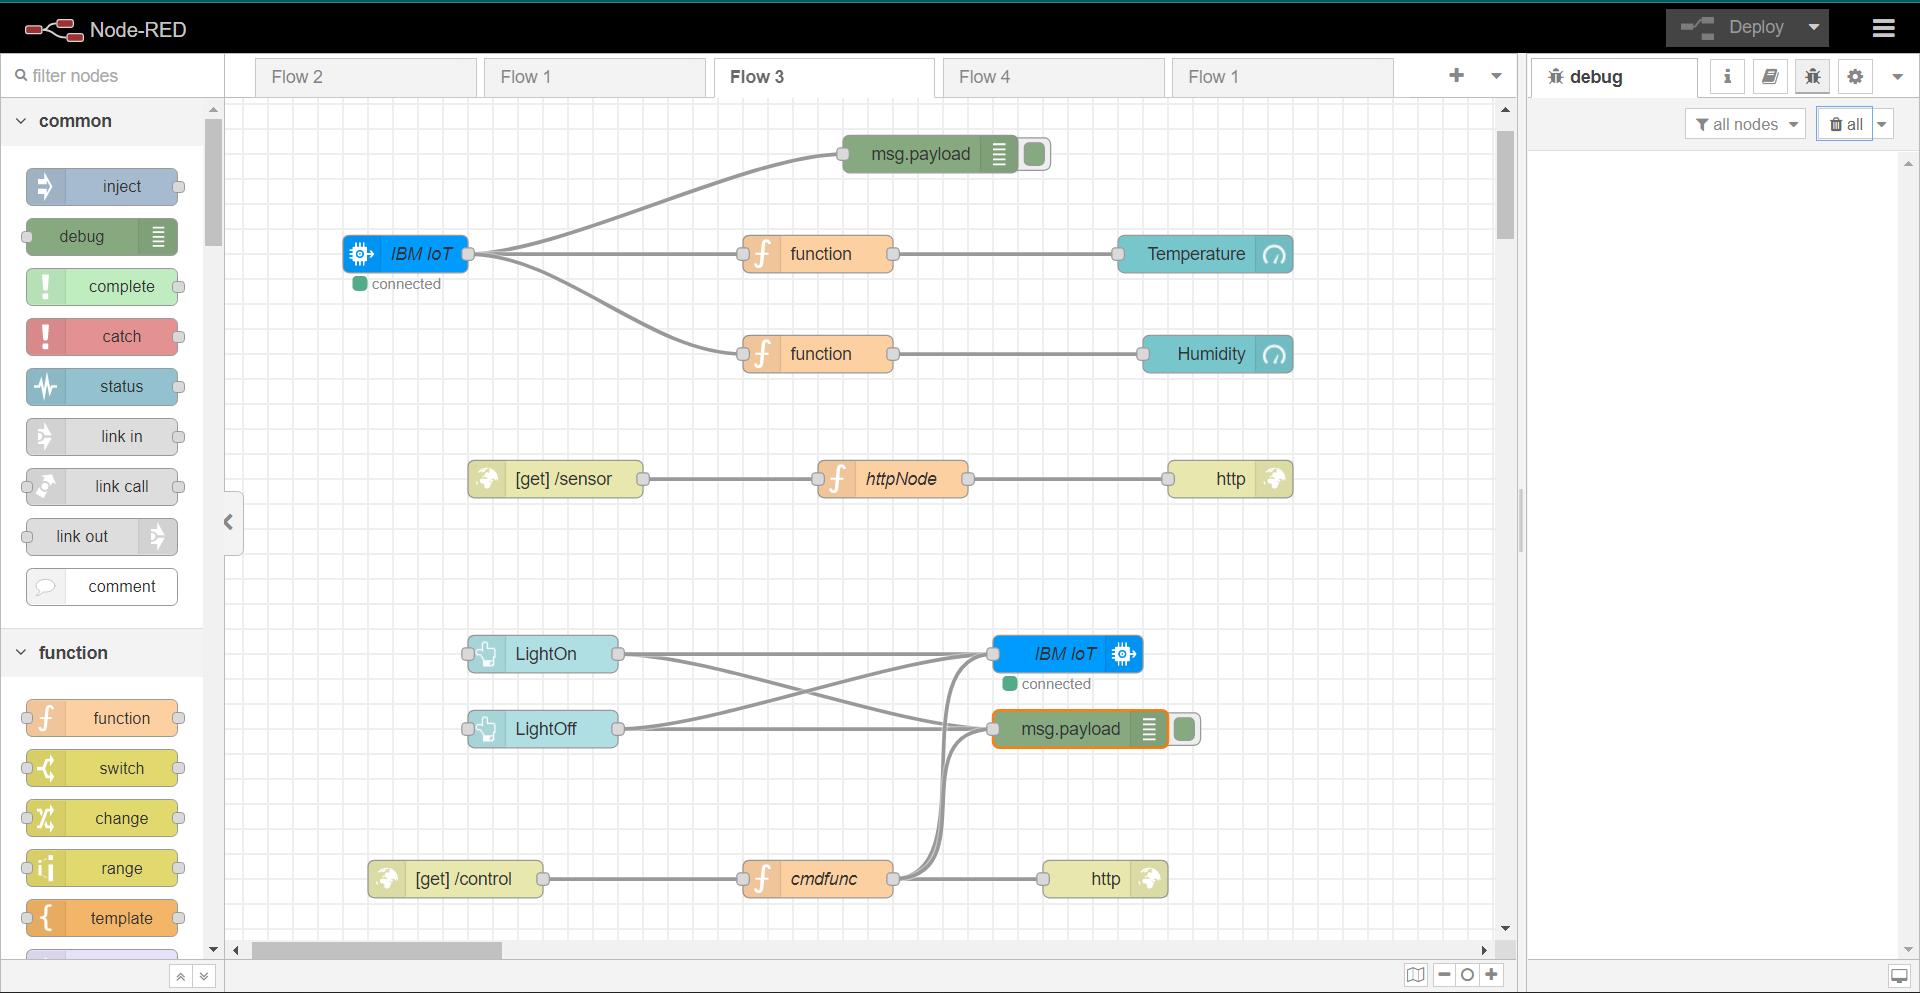 Node-RED
Deploy
filter nodes
Flow 2
Flow 1
Flow 3
Flow 4
Flow 1
debug
all nodes
all
common
inject
debug
complete
catch
status
link in
link call
link out
comment
function
function
switch
change
range
template
msg.payload
IBM IoT
connected
function
Temperature
function
Humidity
[get] /sensor
httpNode
http
LightOn
IBM IoT
connected
LightOff
msg.payload
[get] /control
cmdfunc
http